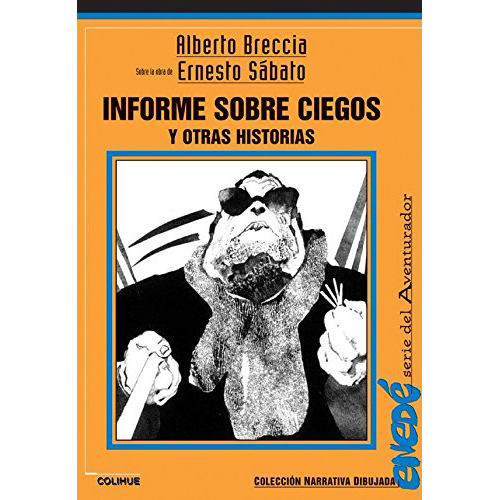 Alberto Breccia
Sobre la obra de Ernesto Sábato
INFORME SOBRE CIEGOS
Y OTRAS HISTORIAS
serie del Aventurador
enedé
COLIHUE
COLECCIÓN NARRATIVA DIBUJADA